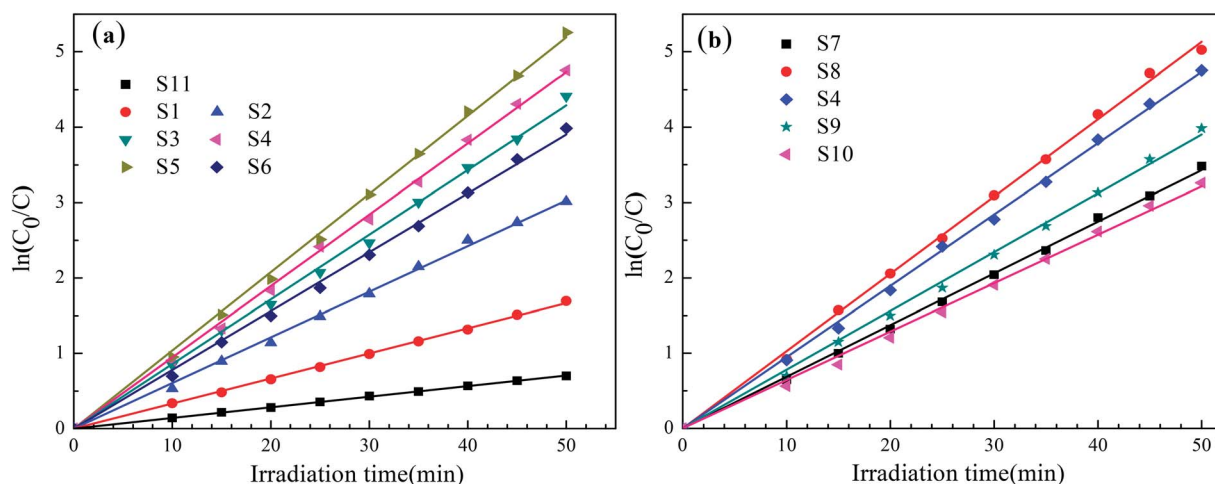 (a)
S11
S1 S2
S3 S4
S5 S6
ln(C0/C)
5
4
3
2
1
0
0 10 20 30 40 50
Irradiation time(min)
(b)
S7
S8
S4
S9
S10
ln(C0/C)
5
4
3
2
1
0
0 10 20 30 40 50
Irradiation time(min)